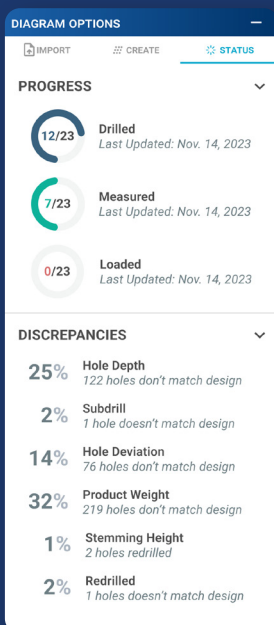 DIAGRAM OPTIONS
IMPORT CREATE STATUS
PROGRESS
12/23
Drilled
Last Updated: Nov. 14, 2023
7/23
Measured
Last Updated: Nov. 14, 2023
0/23
Loaded
Last Updated: Nov. 14, 2023
DISCREPANCIES
25%
Hole Depth
122 holes don't match design
2%
Subdrill
1 hole doesn't match design
14%
Hole Deviation
76 holes don't match design
32%
Product Weight
219 holes don't match design
1%
Stemming Height
2 holes redrilled
2%
Redrilled
1 holes doesn't match design